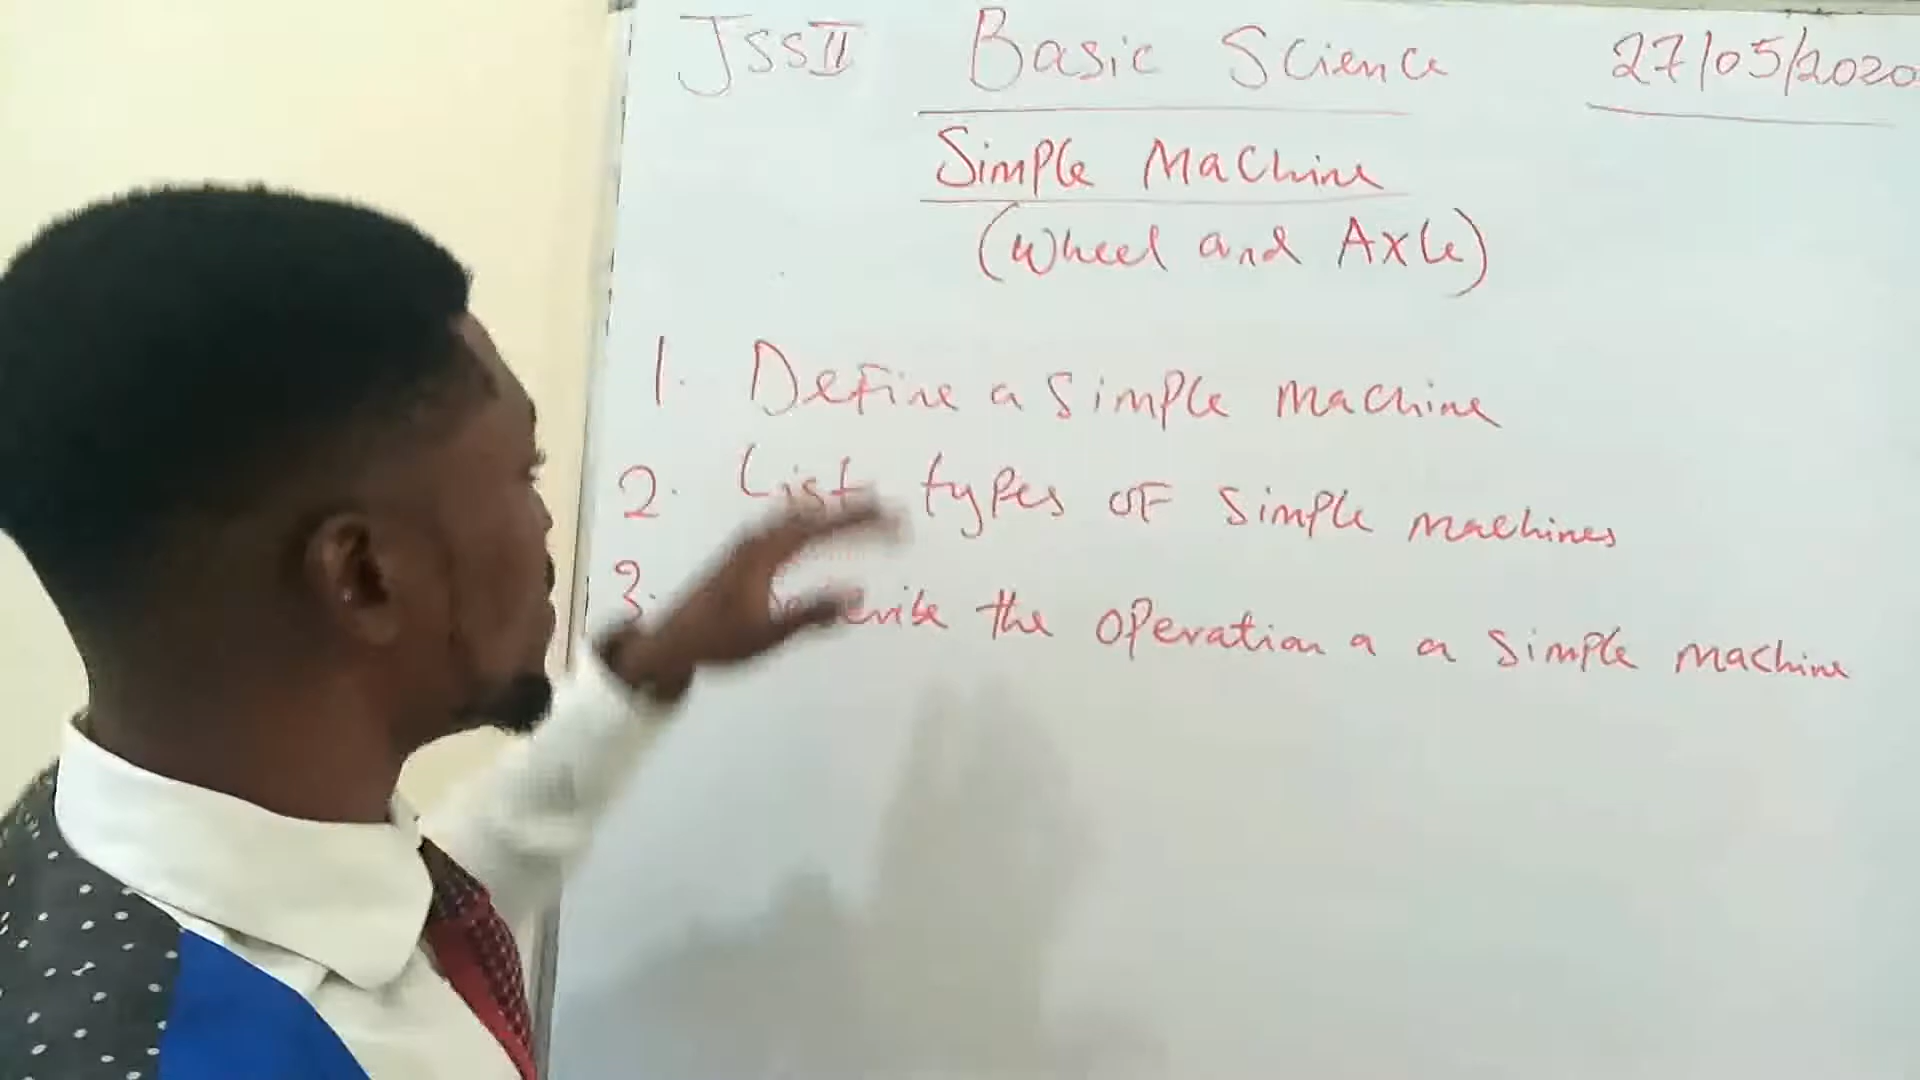 JSS II Basic Science 27/05/2020
Simple Machine
(Wheel and Axle)
1. Define a simple machine
2. List types of simple machines
3. the operation a a simple machine